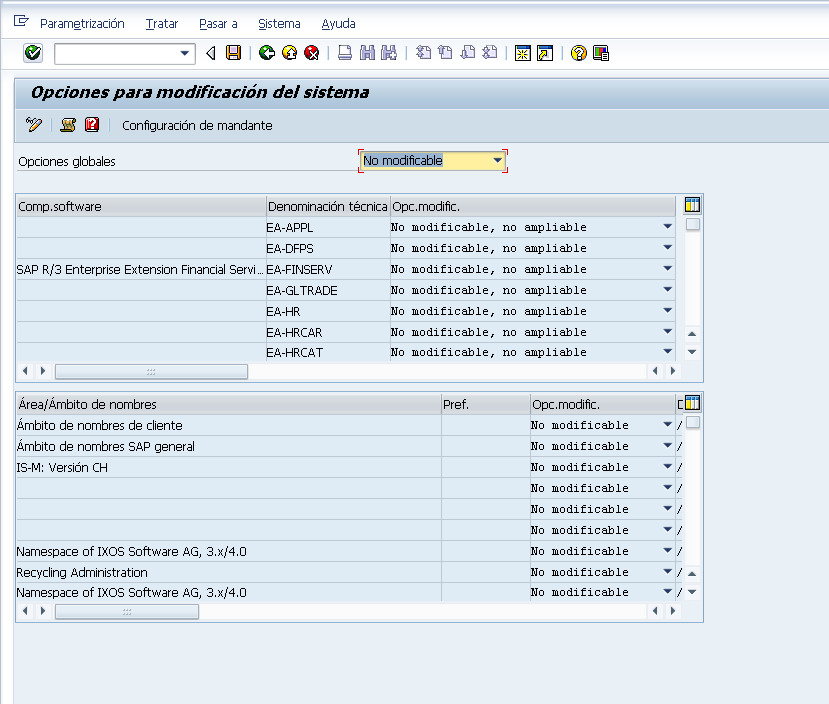 Parametrización Tratar Pasar a Sistema Ayuda
Opciones para modificación del sistema
Configuración de mandante
Opciones globales No modificable
Comp.software Denominación técnica Opc.modific.
EA-APPL No modificable, no ampliable
EA-DFPS No modificable, no ampliable
SAP R/3 Enterprise Extension Financial Servi... EA-FINSERV No modificable, no ampliable
EA-GLTRADE No modificable, no ampliable
EA-HR No modificable, no ampliable
EA-HRCAR No modificable, no ampliable
EA-HRCAT No modificable, no ampliable
Área/Ámbito de nombres Pref. Opc.modific.
Ámbito de nombres de cliente No modificable /
Ámbito de nombres SAP general No modificable /
IS-M: Versión CH No modificable /
No modificable /
No modificable /
No modificable /
Namespace of IXOS Software AG, 3.x/4.0 No modificable /
Recycling Administration No modificable /
Namespace of IXOS Software AG, 3.x/4.0 No modificable /